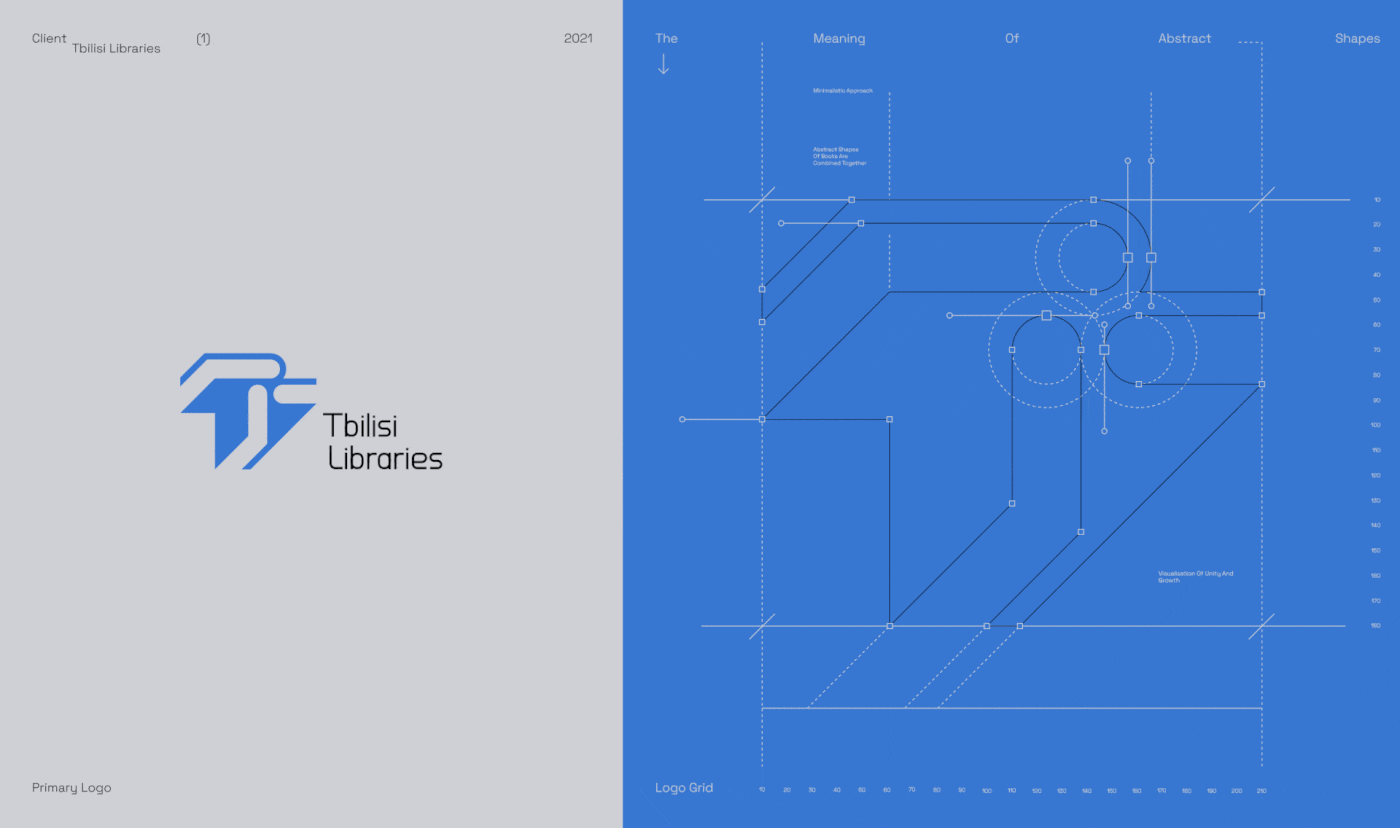 Client
Tbilisi Libraries
(1)
2021
Tbilisi
Libraries
Primary Logo
The
Meaning
Of
Abstract
Shapes
Minimalistic Approach
Abstract Shapes
Of Books Are
Combined Together
10
20
30
40
50
60
70
80
90
100
110
120
130
140
150
160
170
180
Visualisation Of Unity And
Growth
Logo Grid
10
20
30
40
50
60
70
80
90
100
110
120
130
140
150
160
170
180
190
200
210